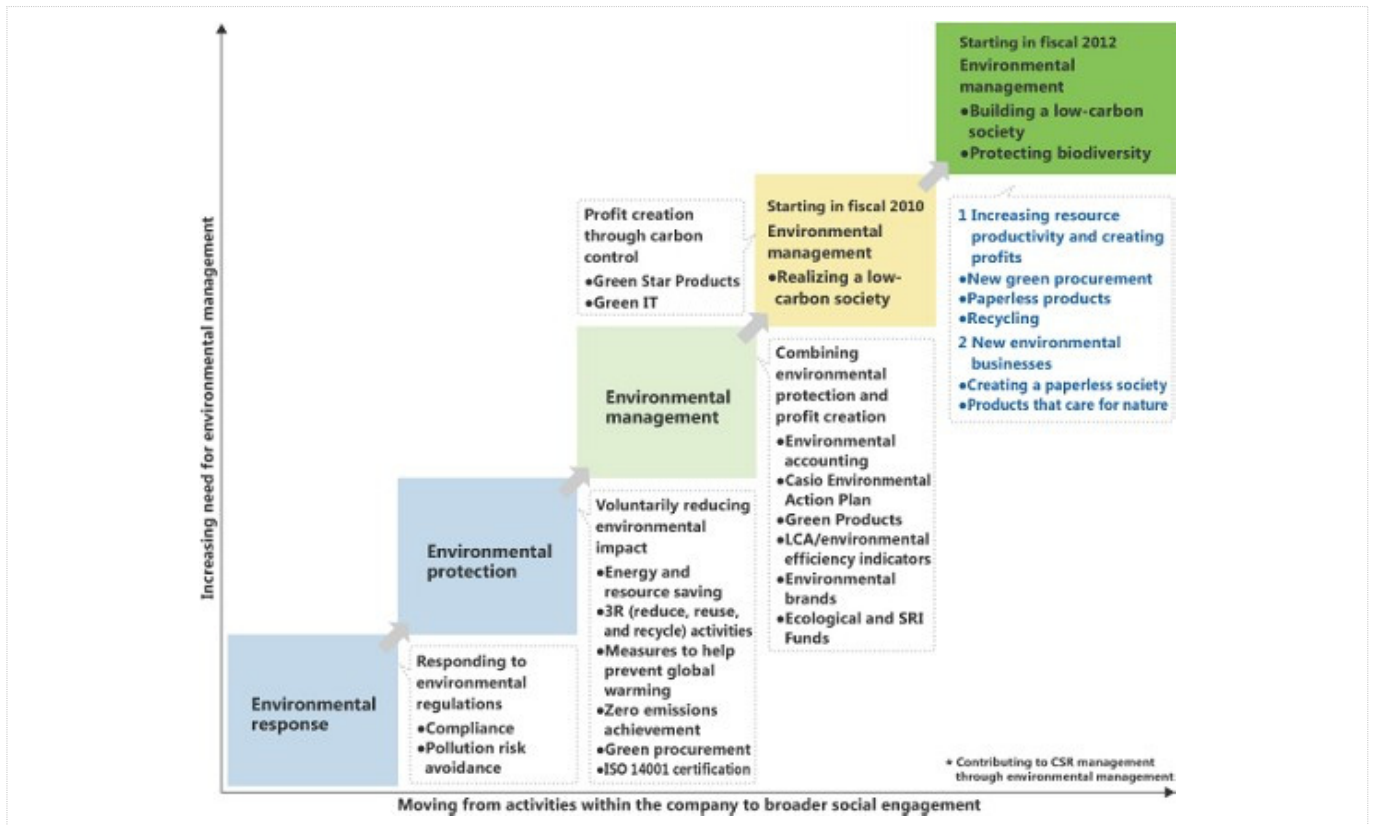 Increasing need for environmental management
Starting in fiscal 2012
Environmental
management
●Building a low-carbon
society
●Protecting biodiversity
1 Increasing resource
productivity and creating
profits
●New green procurement
●Paperless products
●Recycling
2 New environmental
businesses
●Creating a paperless society
●Products that care for nature
Profit creation
through carbon
control
●Green Star Products
●Green IT
Starting in fiscal 2010
Environmental
management
●Realizing a low-
carbon society
Combining
environmental
protection and
profit creation
●Environmental
accounting
●Casio Environmental
Action Plan
●Green Products
●LCA/environmental
efficiency indicators
●Environmental
brands
●Ecological and SRI
Funds
Environmental
management
Voluntarily reducing
environmental
impact
●Energy and
resource saving
●3R (reduce, reuse,
and recycle) activities
●Measures to help
prevent global
warming
●Zero emissions
achievement
●Green procurement
●ISO 14001 certification
Environmental
protection
Responding to
environmental
regulations
●Compliance
●Pollution risk
avoidance
Environmental
response
* Contributing to CSR management
through environmental management
Moving from activities within the company to broader social engagement